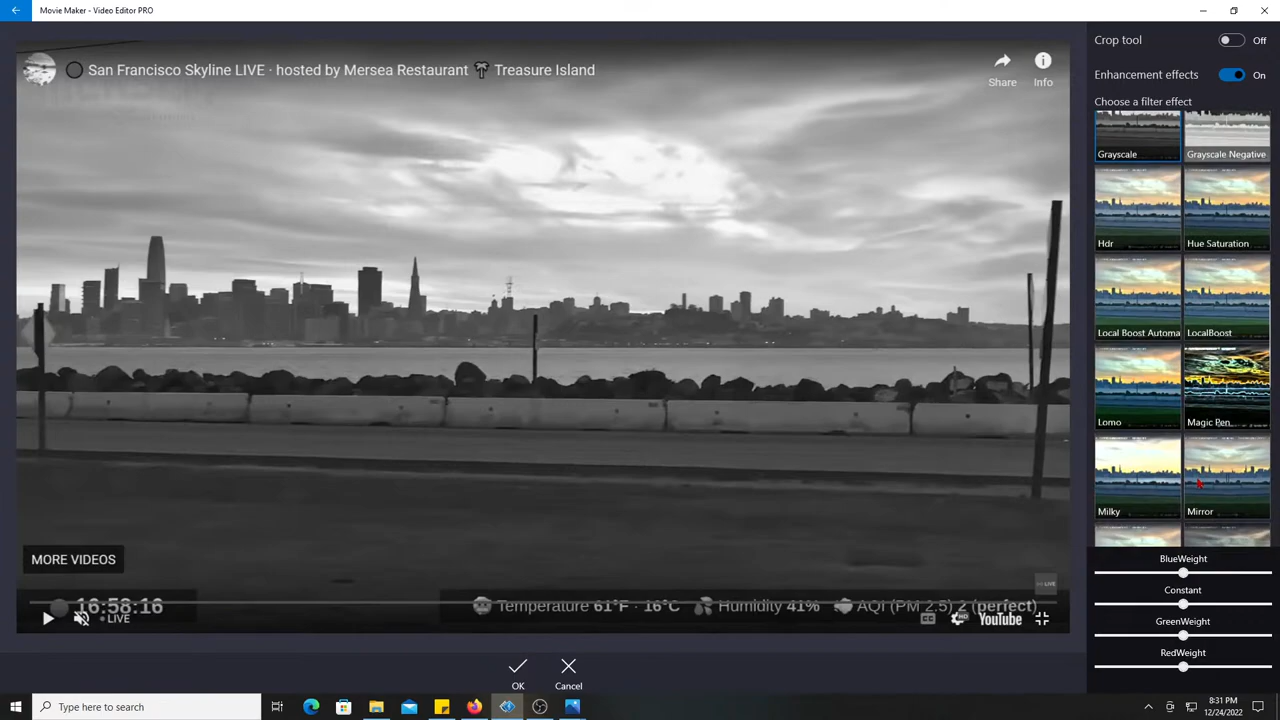 Movie Maker - Video Editor PRO
San Francisco Skyline LIVE · hosted by Mersea Restaurant 🌴 Treasure Island
Share
Info
MORE VIDEOS
16:58:16
Temperature 61°F · 16°C
Humidity 41%
AQI (PM 2.5) 2 (perfect)
• LIVE
LIVE
CC
HD
YouTube
OK
Cancel
Crop tool
Off
Enhancement effects
On
Choose a filter effect
Grayscale
Grayscale Negative
Hdr
Hue Saturation
Local Boost Automa
LocalBoost
Lomo
Magic Pen
Milky
Mirror
BlueWeight
Constant
GreenWeight
RedWeight
Type here to search
8:31 PM
12/24/2022